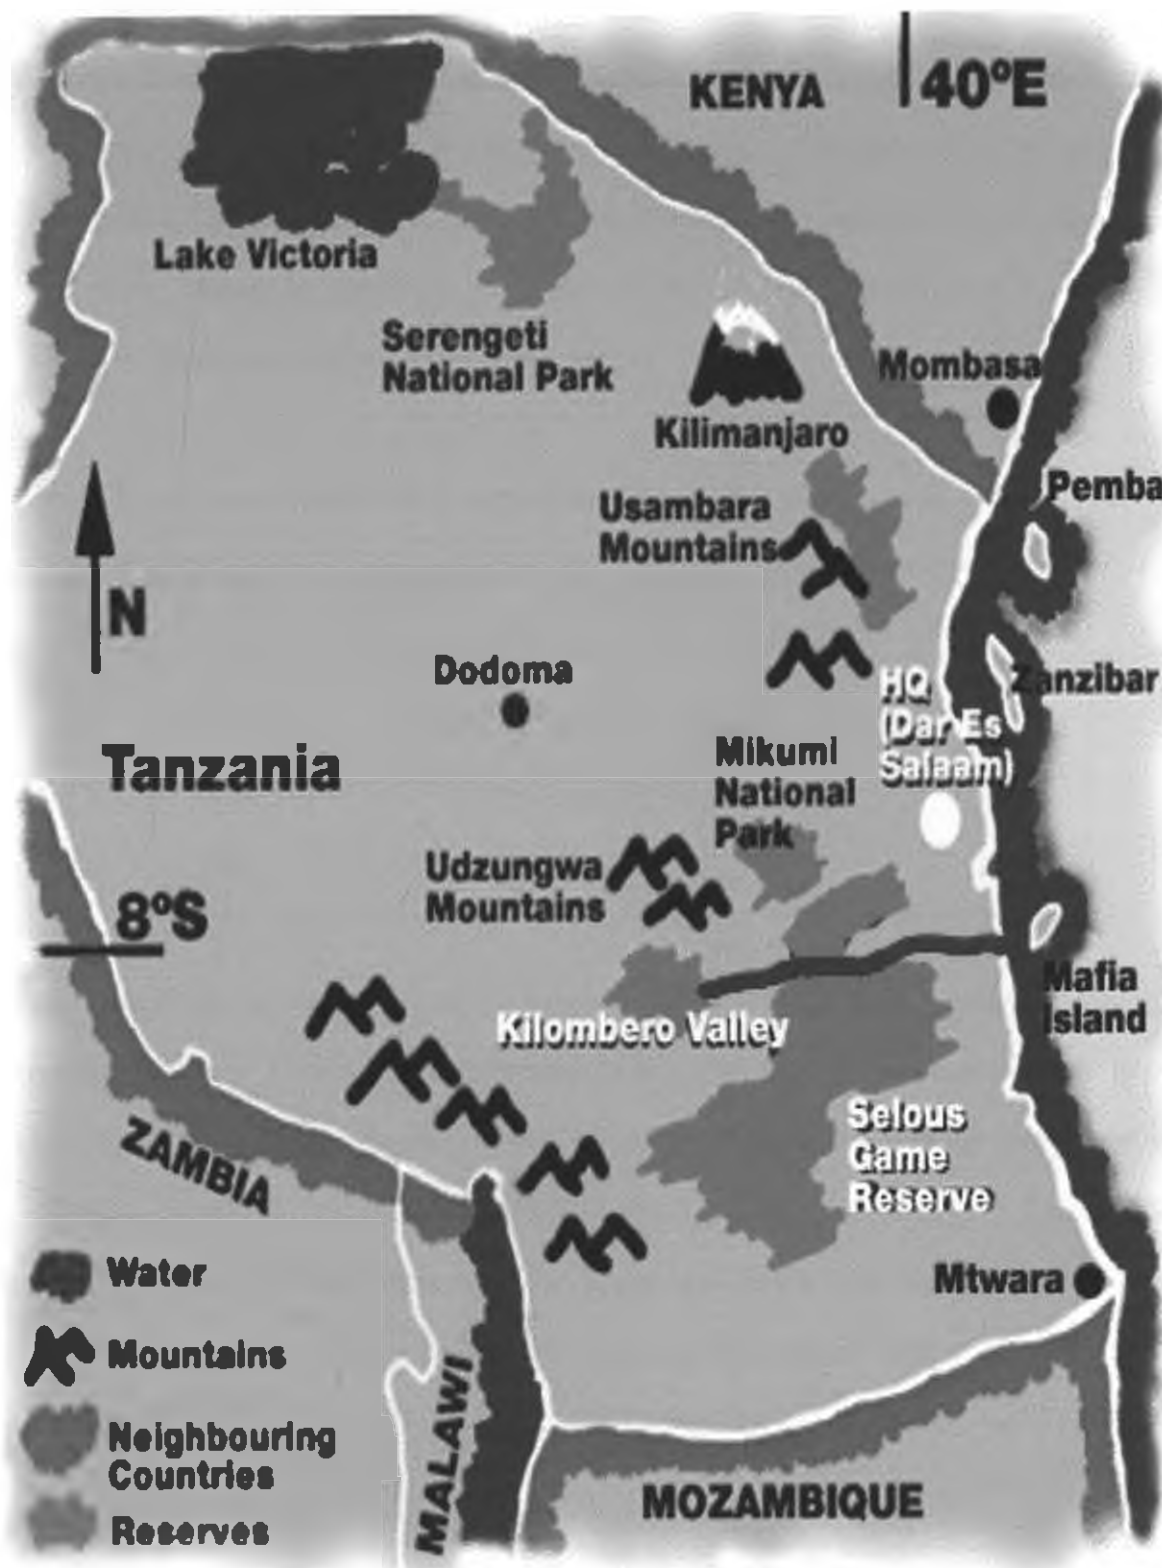 KENYA
40ºE
Lake Victoria
Serengeti
National Park
Mombasa
Kilimanjaro
Pemba
Usambara
Mountains
N
Dodoma
Zanzibar
HQ
(Dar Es
Salaam)
Tanzania
Mikumi
National
Park
Udzungwa
Mountains
8ºS
Mafia
Island
Kilombero Valley
Selous
Game
Reserve
ZAMBIA
Mtwara
Water
Mountains
Neighbouring
Countries
Reserves
MALAWI
MOZAMBIQUE